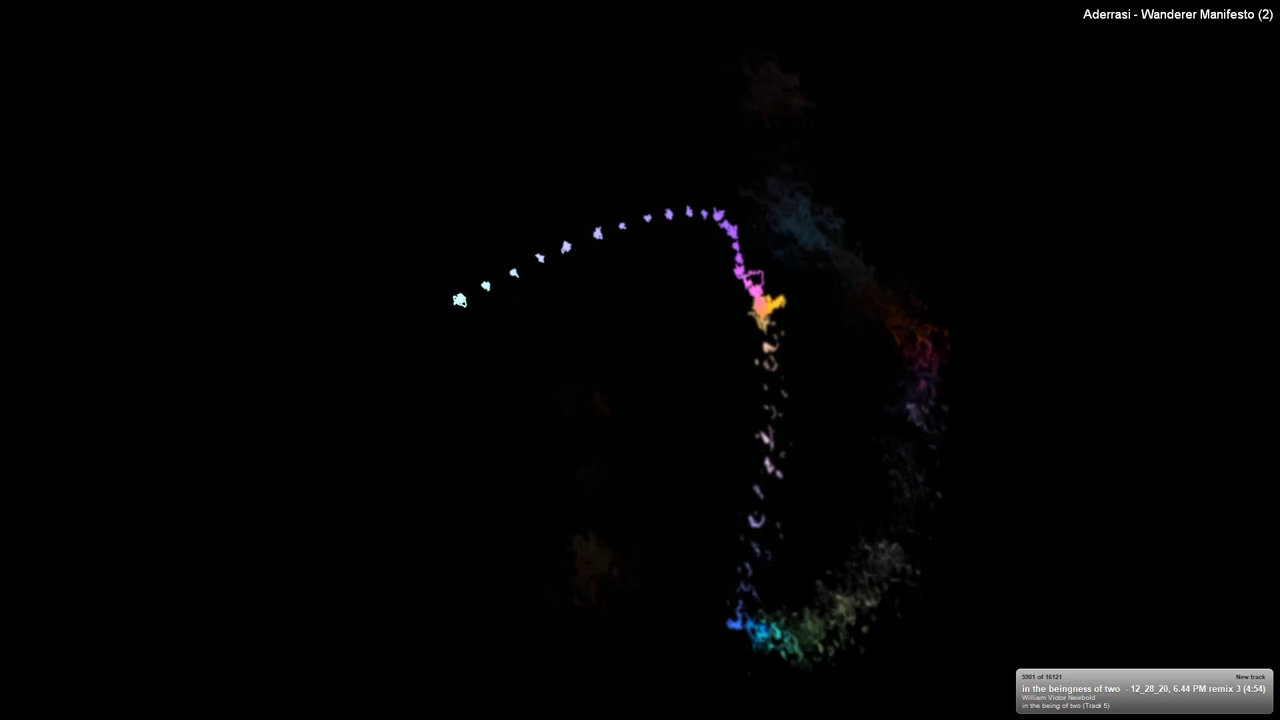 Aderrasi - Wanderer Manifesto (2)
5901 of 16121 New track
in the beingness of two - 12_28_20, 6.44 PM remix 3 (4:54)
William Victor Newbold
in the being of two (Track 5)